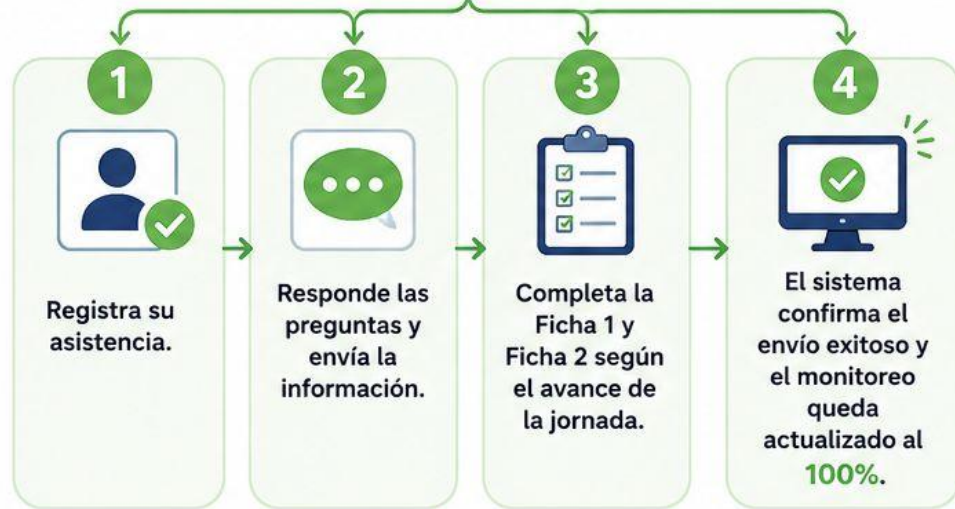 1
Registra su
asistencia.
2
Responde las
preguntas y
envía la
información.
3
Completa la
Ficha 1 y
Ficha 2 según
el avance de
la jornada.
4
El sistema
confirma el
envío exitoso y
el monitoreo
queda
actualizado al
100%.